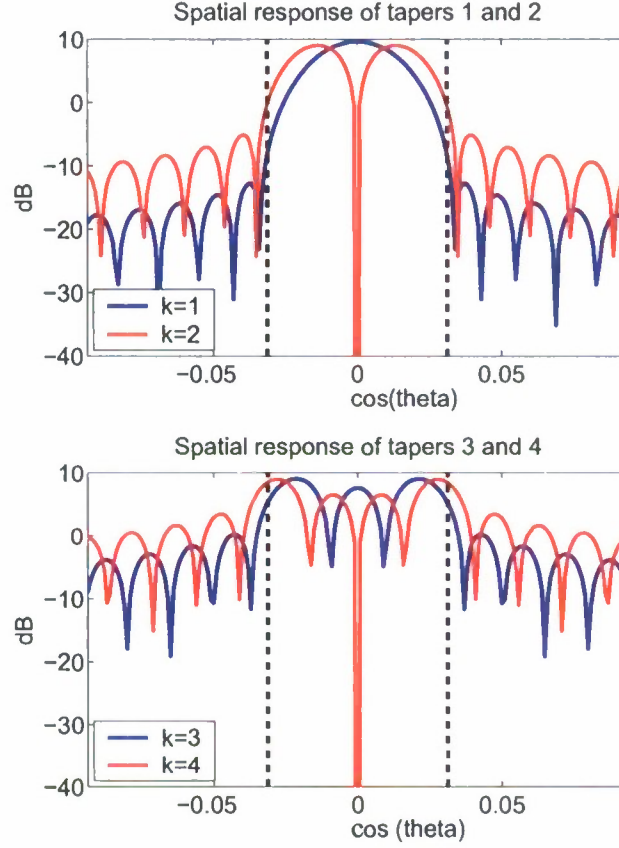 Spatial response of tapers 1 and 2
10
0
−10
−20
−30
−40
dB
k=1
k=2
−0.05
0
0.05
cos(theta)
Spatial response of tapers 3 and 4
10
0
−10
−20
−30
−40
dB
k=3
k=4
−0.05
0
0.05
cos (theta)